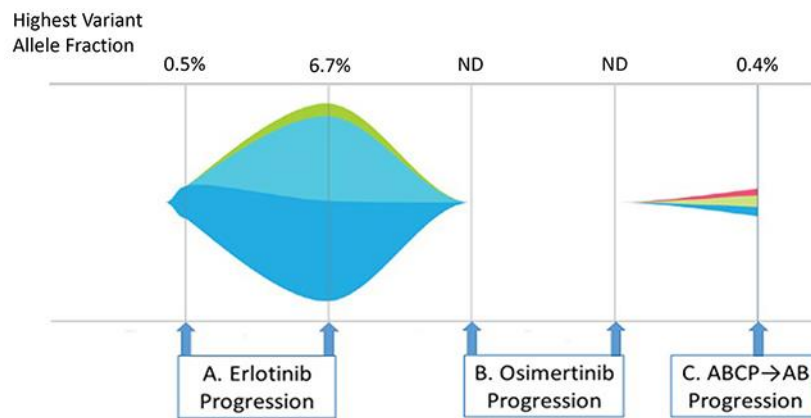 Highest Variant
Allele Fraction
0.5%
6.7%
ND
ND
0.4%
A. Erlotinib
Progression
B. Osimertinib
Progression
C. ABCP→AB
Progression